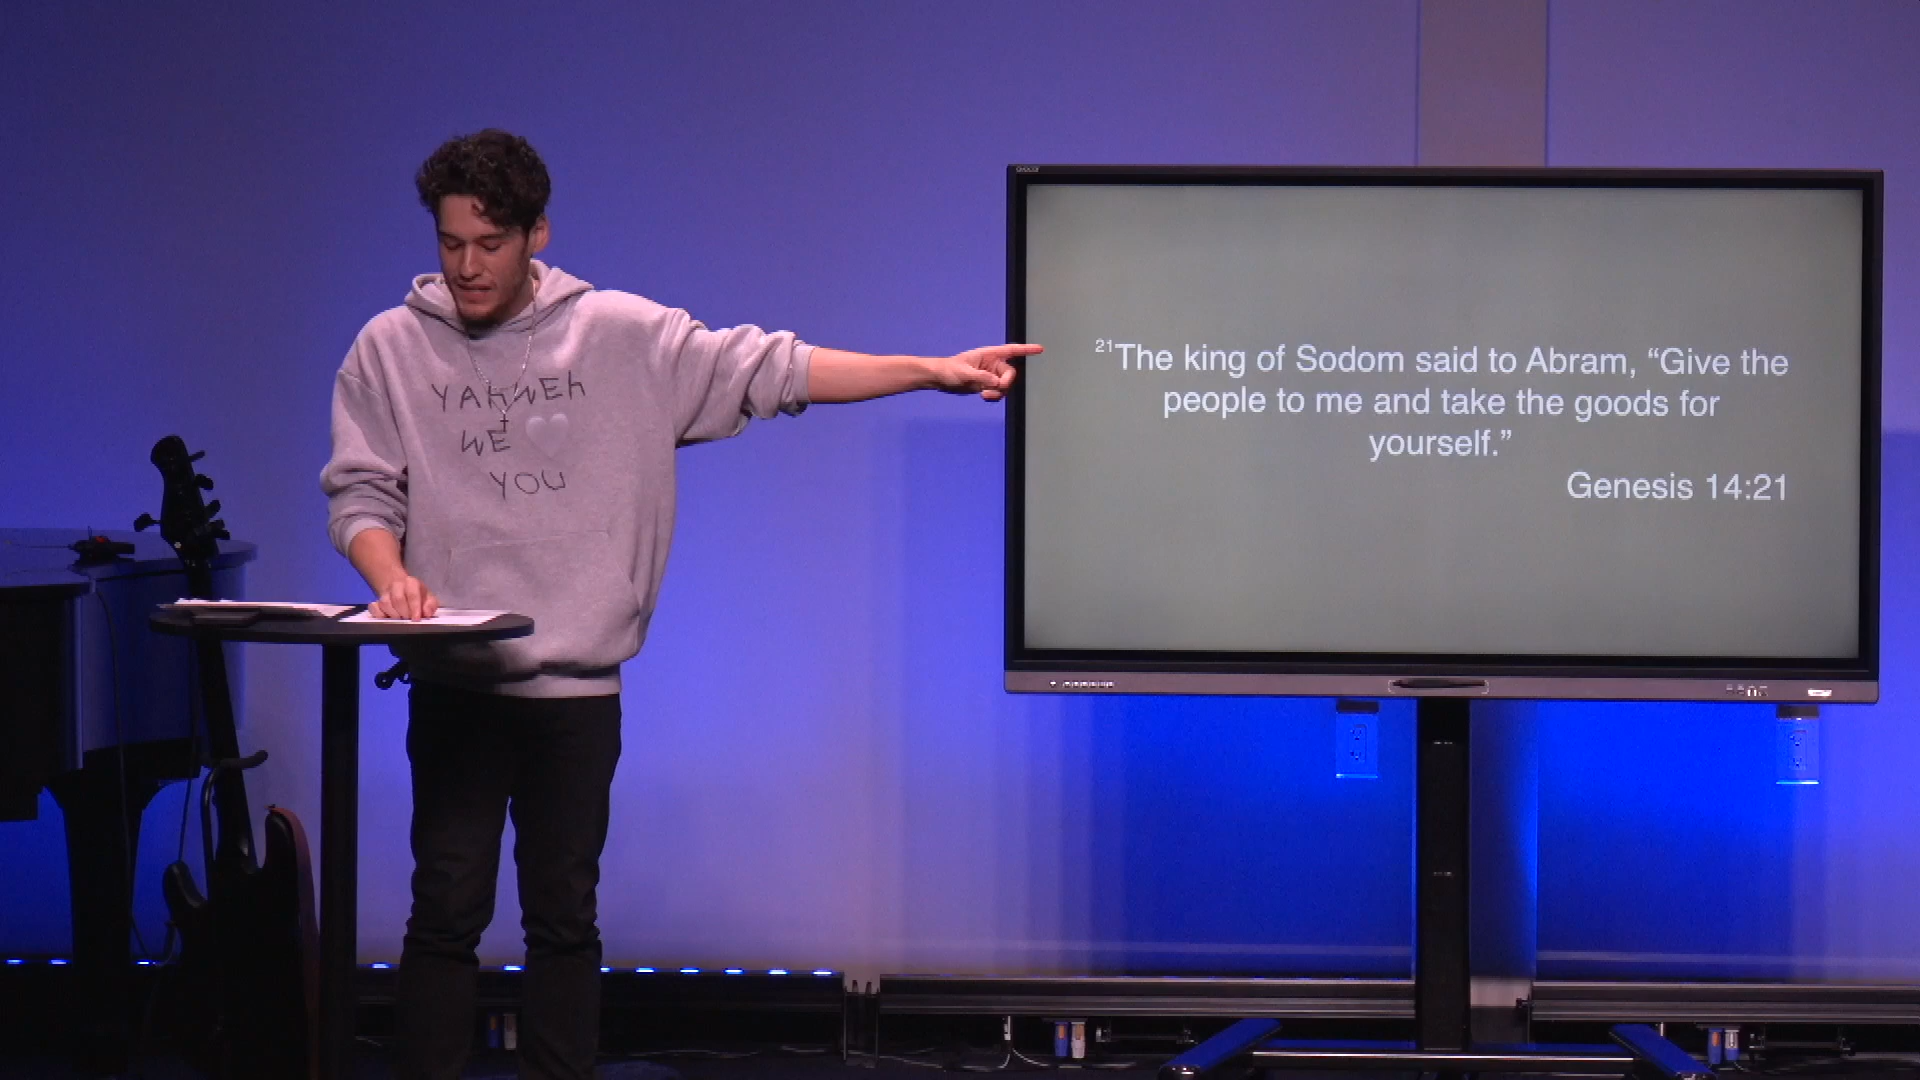 YAHWEH
WE
YOU
21The king of Sodom said to Abram, “Give the
people to me and take the goods for
yourself.”
Genesis 14:21